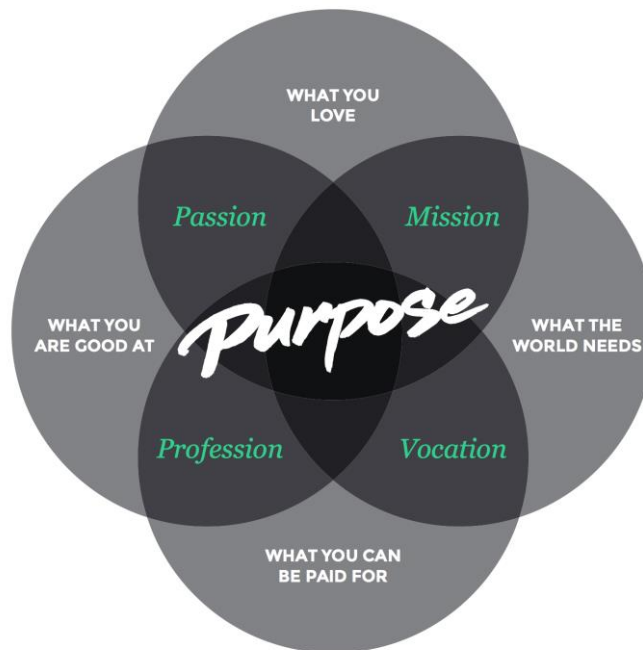 WHAT YOU
LOVE
Passion
Mission
WHAT YOU
ARE GOOD AT
Purpose
WHAT THE
WORLD NEEDS
Profession
Vocation
WHAT YOU CAN
BE PAID FOR